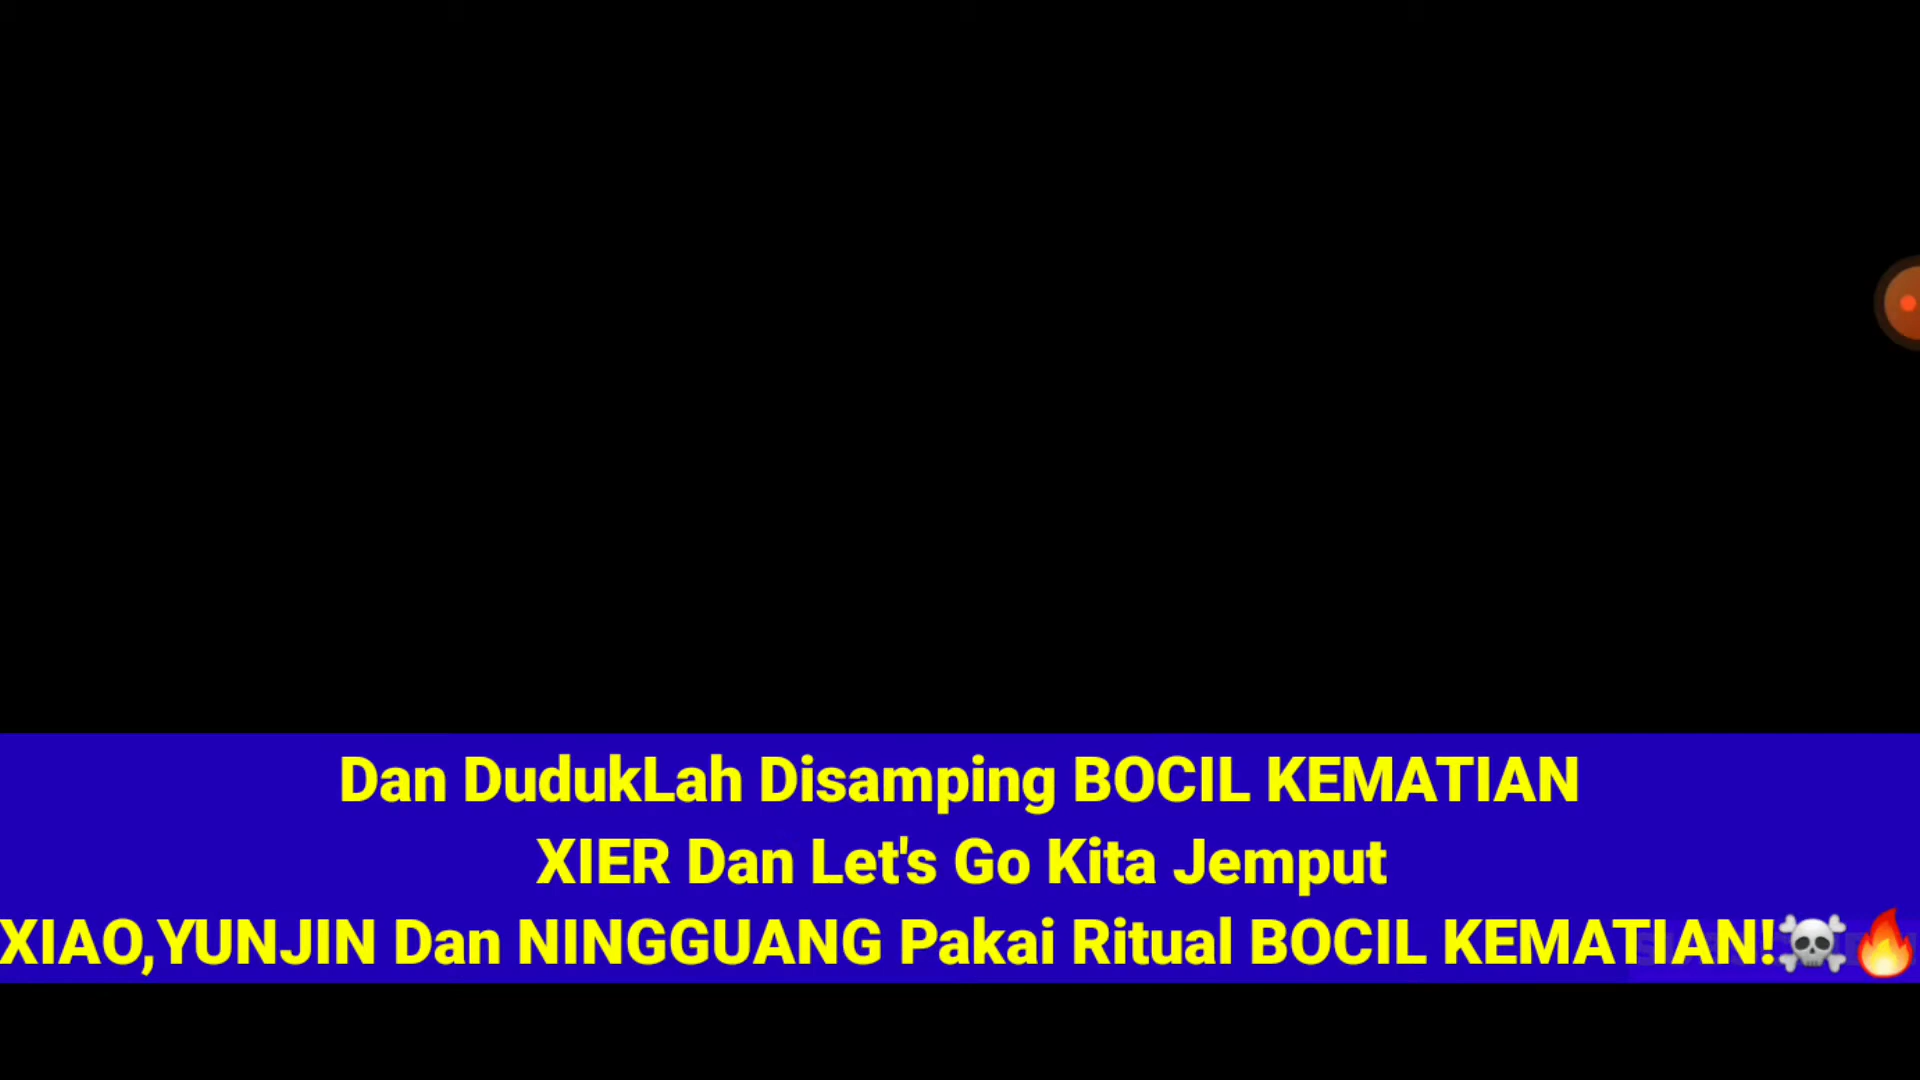 Dan DudukLah Disamping BOCIL KEMATIAN
XIER Dan Let's Go Kita Jemput
XIAO,YUNJIN Dan NINGGUANG Pakai Ritual BOCIL KEMATIAN!☠️🔥